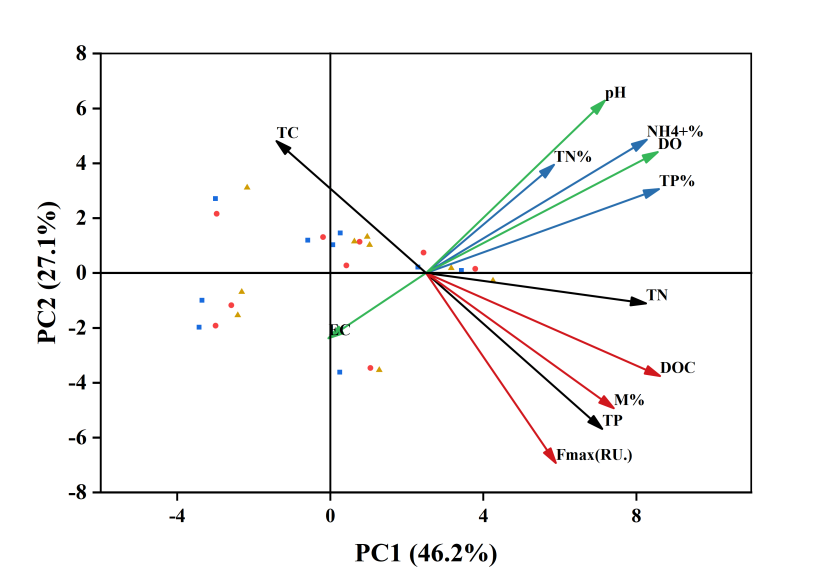 8
6
4
2
0
-2
-4
-6
-8
PC2 (27.1%)
pH
TC
NH4+%
DO
TN%
TP%
TN
EC
DOC
M%
TP
Fmax(RU.)
-4 0 4 8
PC1 (46.2%)